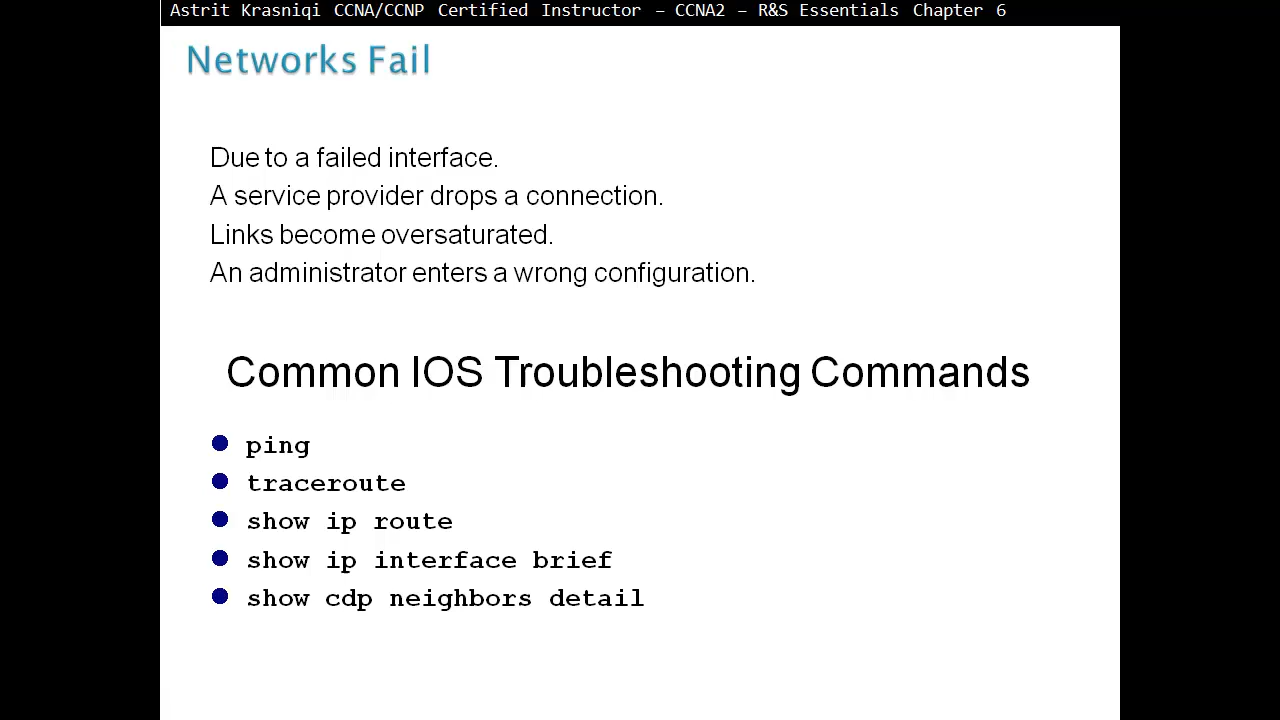 Astrit Krasniqi CCNA/CCNP Certified Instructor – CCNA2 – R&S Essentials Chapter 6
Networks Fail
Due to a failed interface.
A service provider drops a connection.
Links become oversaturated.
An administrator enters a wrong configuration.
Common IOS Troubleshooting Commands
ping
traceroute
show ip route
show ip interface brief
show cdp neighbors detail